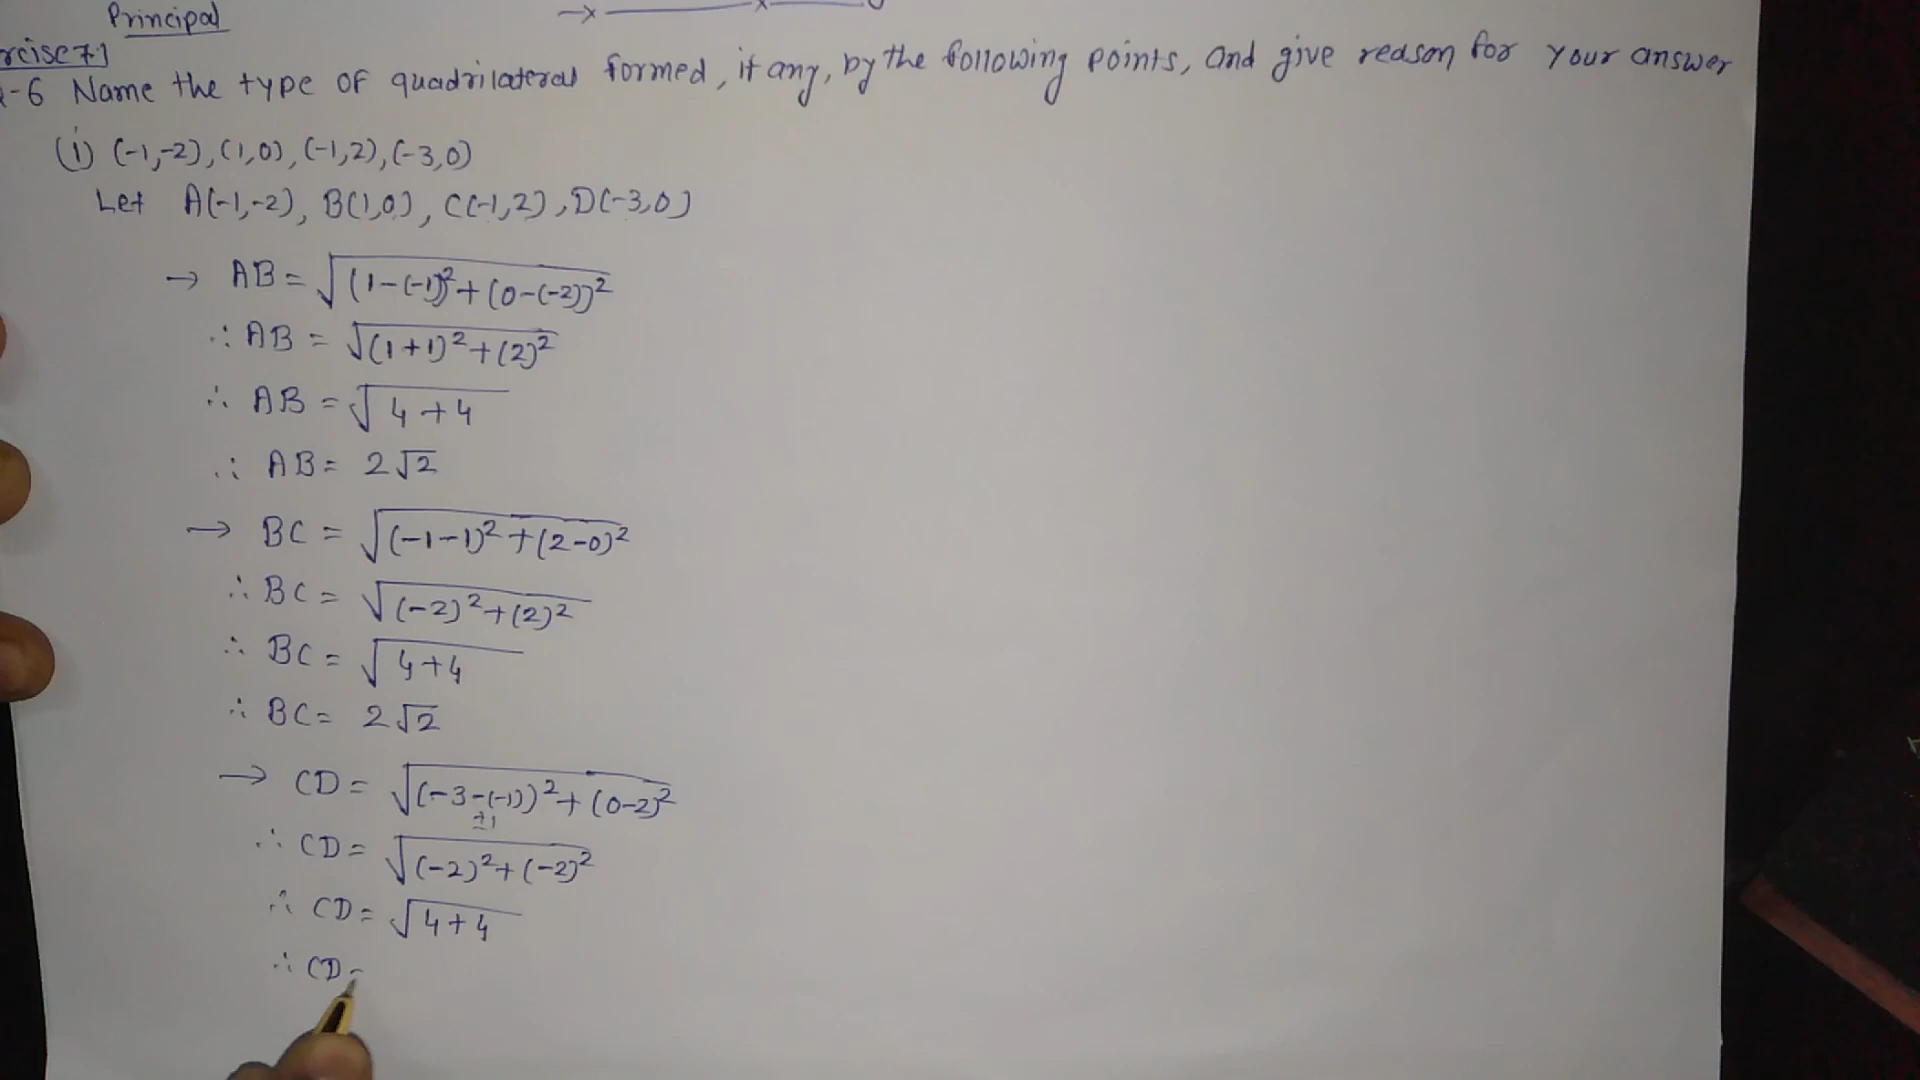 Principal
rcise 7.1
-6 Name the type of quadrilateral formed, if any, by the following points, and give reason for your answer
(i) (-1,-2), (1,0), (-1,2), (-3,0)
Let A(-1,-2), B(1,0), C(-1,2), D(-3,0)
→ AB = √(1-(-1))²+(0-(-2))²
∴ AB = √(1+1)²+(2)²
∴ AB = √4+4
∴ AB = 2√2
→ BC = √(-1-1)²+(2-0)²
∴ BC = √(-2)²+(2)²
∴ BC = √4+4
∴ BC = 2√2
→ CD = √(-3-(-1))²+(0-2)²
+1
∴ CD = √(-2)²+(-2)²
∴ CD = √4+4
∴ CD =